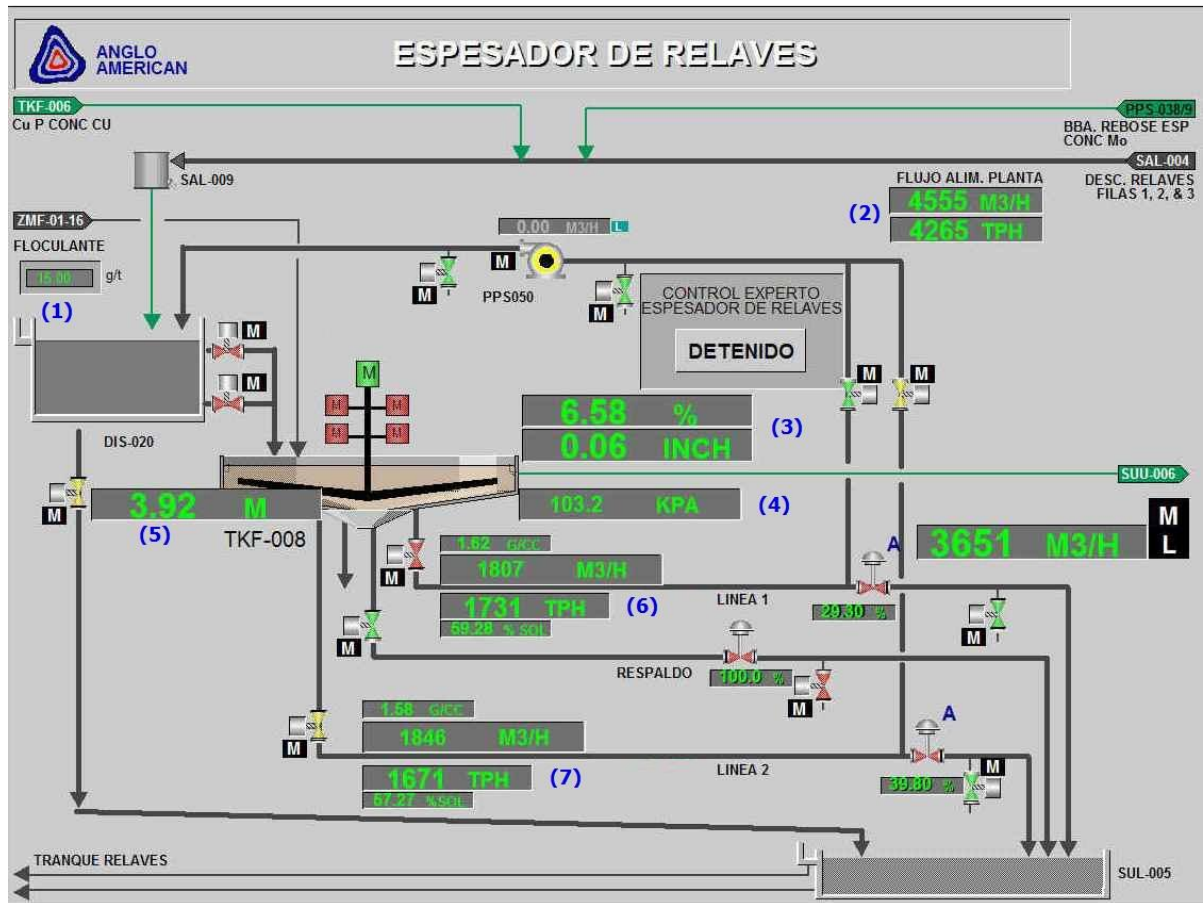 ANGLO
AMERICAN
ESPESADOR DE RELAVES
TKF-006
Cu P CONC CU
PPS-038/9
BBA. REBOSE ESP
CONC Mo
SAL-009
SAL-004
DESC. RELAVES
FILAS 1, 2, & 3
FLUJO ALIM. PLANTA
(2)
4555 M3/H
4265 TPH
ZMF-01-16
FLOCULANTE
15.00 g/t
(1)
0.00 M3/H L
M
M
PPS050
M
CONTROL EXPERTO
ESPESADOR DE RELAVES
DETENIDO
M
M
M
M
M
M M
M M
DIS-020
6.58 %
0.06 INCH
(3)
SUU-006
M
3.92 M
(5)
TKF-008
103.2 KPA
(4)
M
L
3651 M3/H
A
M
1.62 G/CC
1807 M3/H
1731 TPH
(6)
59.28 % SOL
LINEA 1
29.30 %
M
M
RESPALDO
100.0 %
M
M
1.58 G/CC
1846 M3/H
1671 TPH
(7)
57.27 %SOL
LINEA 2
A
39.80 %
M
TRANQUE RELAVES
SUL-005